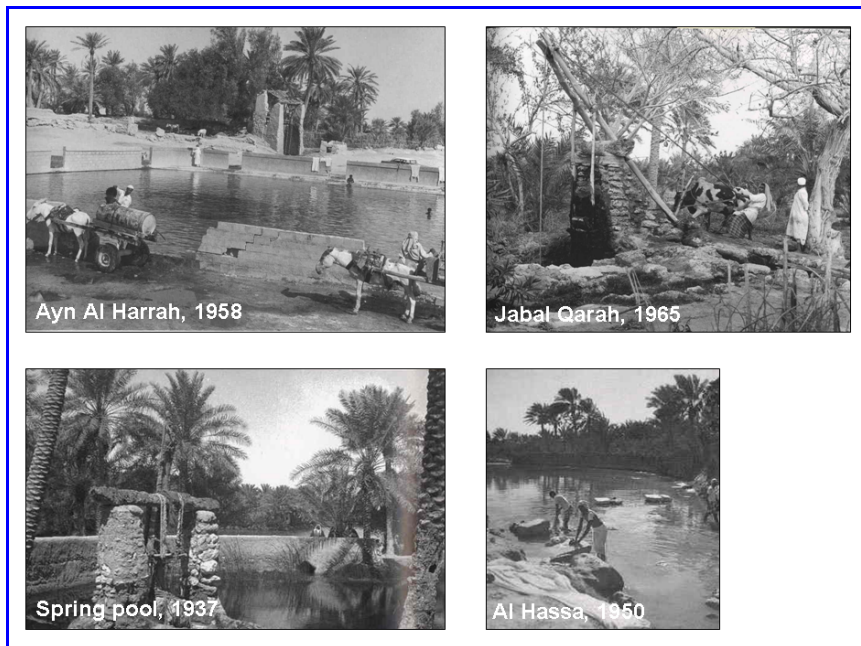 Ayn Al Harrah, 1958
Jabal Qarah, 1965
Spring pool, 1937
Al Hassa, 1950